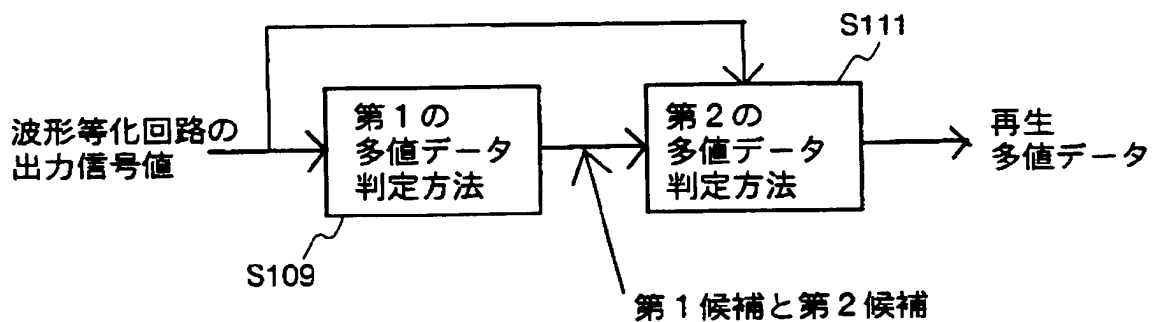 S111
波形等化回路の
出力信号値
第1の
多値データ
判定方法
第2の
多値データ
判定方法
再生
多値データ
S109
第1候補と第2候補